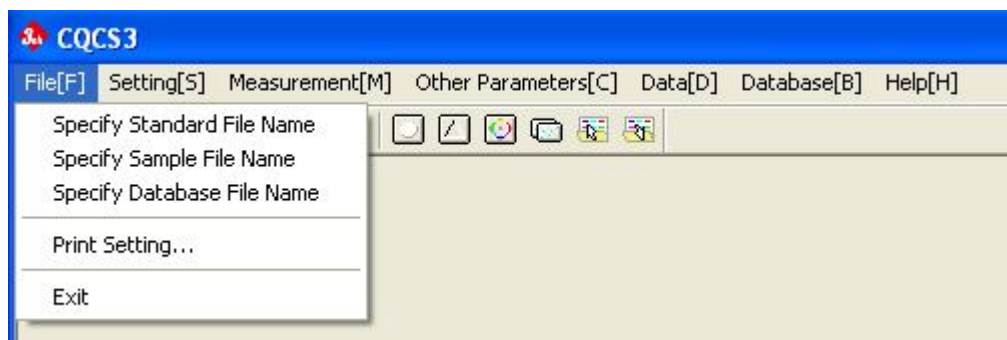 CQCS3
File[F] Setting[S] Measurement[M] Other Parameters[C] Data[D] Database[B] Help[H]
Specify Standard File Name
Specify Sample File Name
Specify Database File Name
Print Setting...
Exit